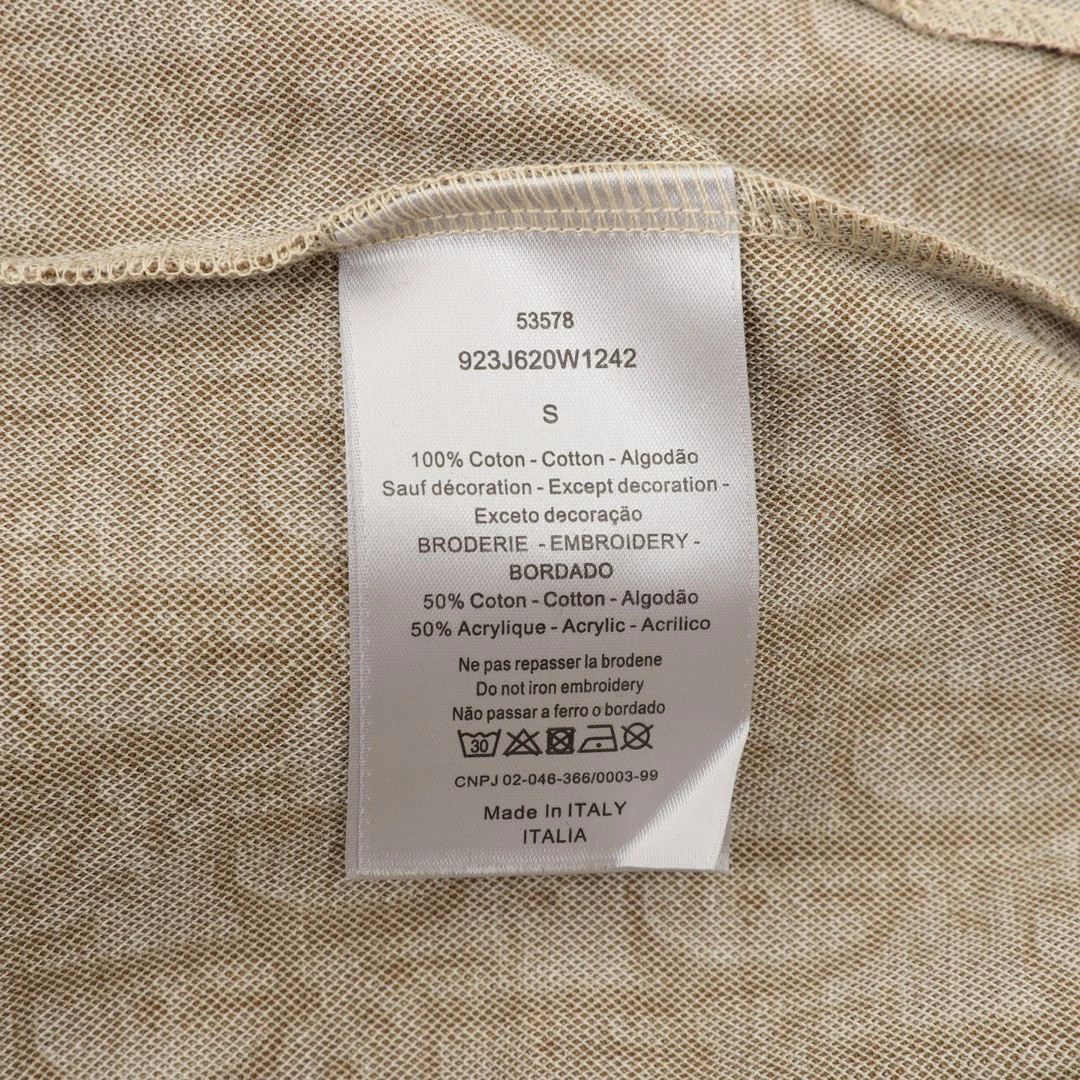 53578
923J620W1242
S
100% Coton - Cotton - Algodão
Sauf décoration - Except decoration -
Exceto decoração
BRODERIE - EMBROIDERY -
BORDADO
50% Coton - Cotton - Algodão
50% Acrylique - Acrylic - Acrilico
Ne pas repasser la brodene
Do not iron embroidery
Não passar a ferro o bordado
30
CNPJ 02-046-366/0003-99
Made In ITALY
ITALIA